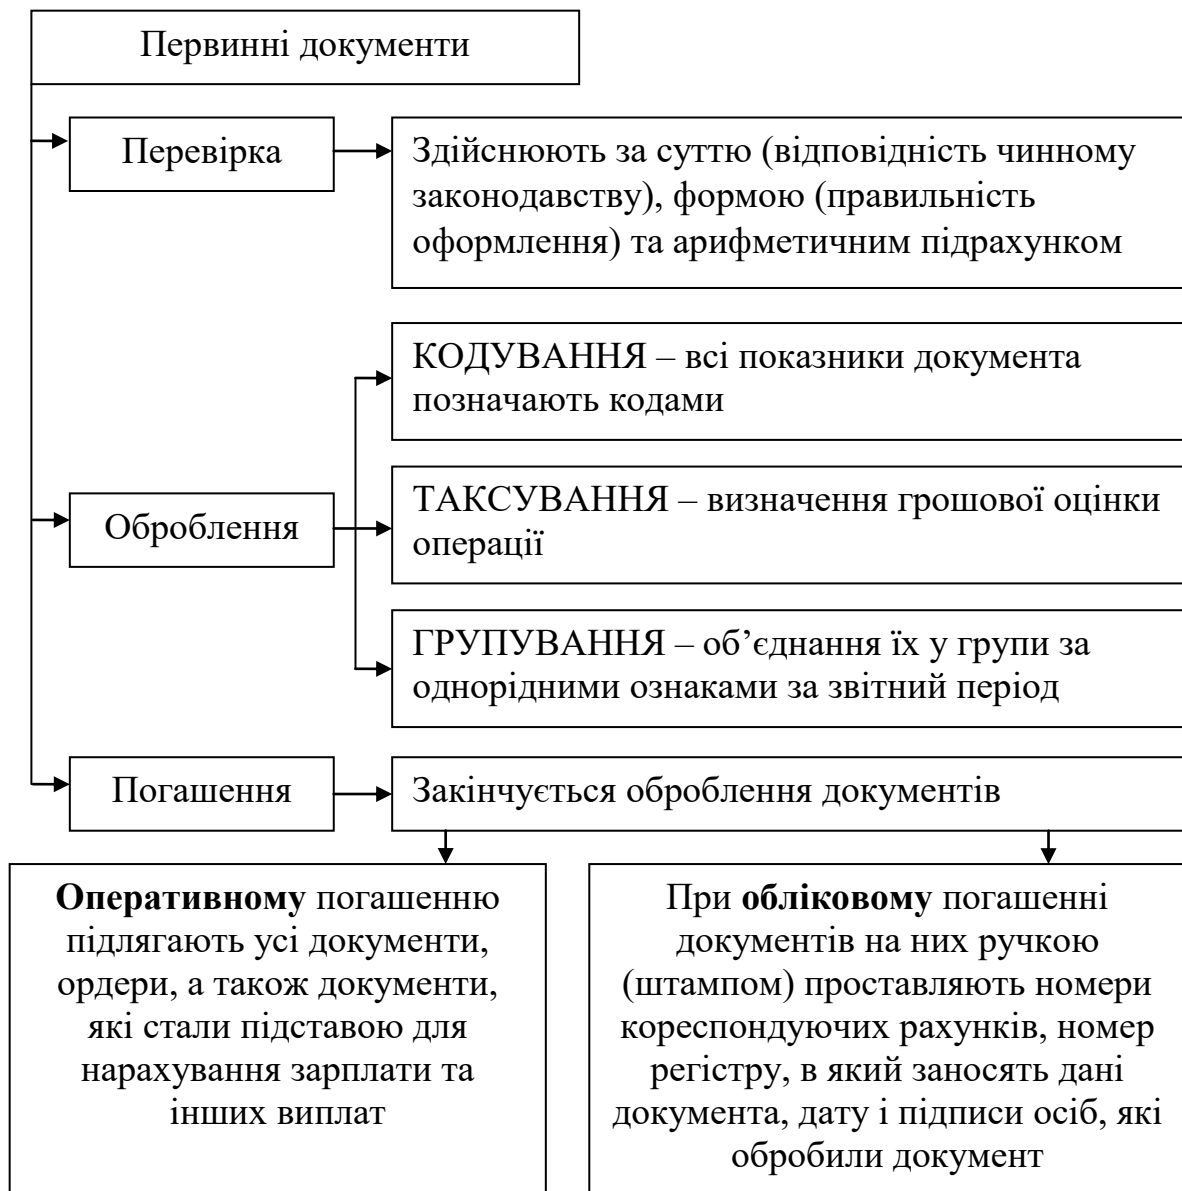 Первинні документи
Перевірка
Здійснюють за суттю (відповідність чинному
законодавству), формою (правильність
оформлення) та арифметичним підрахунком
КОДУВАННЯ – всі показники документа
позначають кодами
Оброблення
ТАКСУВАННЯ – визначення грошової оцінки
операції
ГРУПУВАННЯ – об’єднання їх у групи за
однорідними ознаками за звітний період
Погашення
Закінчується оброблення документів
Оперативному погашенню
підлягають усі документи,
ордери, а також документи,
які стали підставою для
нарахування зарплати та
інших виплат
При обліковому погашенні
документів на них ручкою
(штампом) проставляють номери
кореспондуючих рахунків, номер
регістру, в який заносять дані
документа, дату і підписи осіб, які
обробили документ